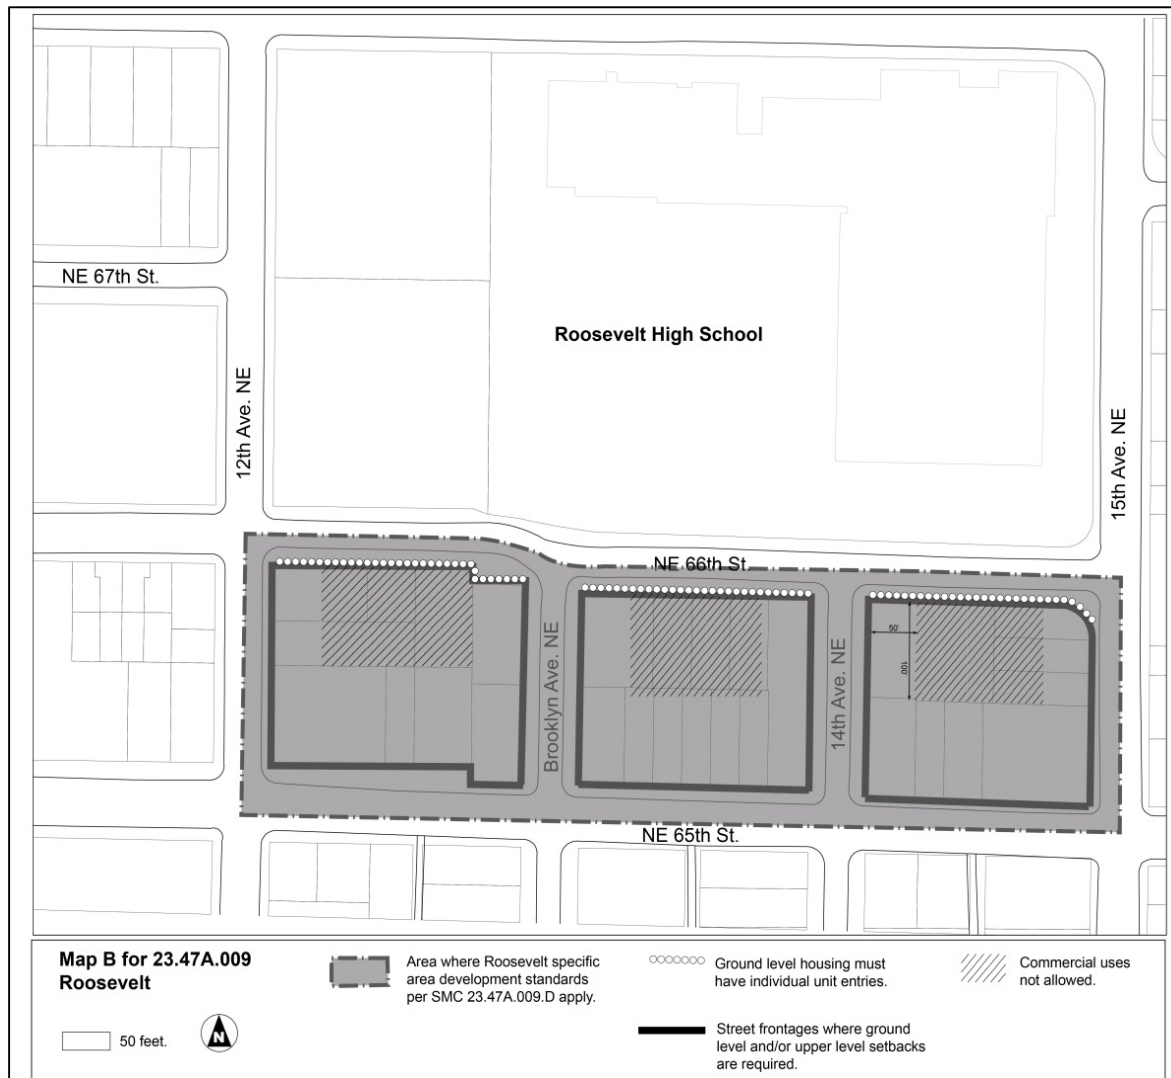 NE 67th St.
Roosevelt High School
12th Ave. NE
15th Ave. NE
NE 66th St.
50'
100'
Brooklyn Ave. NE
14th Ave. NE
NE 65th St.
Map B for 23.47A.009
Roosevelt
50 feet.
N
Area where Roosevelt specific
area development standards
per SMC 23.47A.009.D apply.
Ground level housing must
have individual unit entries.
Street frontages where ground
level and/or upper level setbacks
are required.
Commercial uses
not allowed.